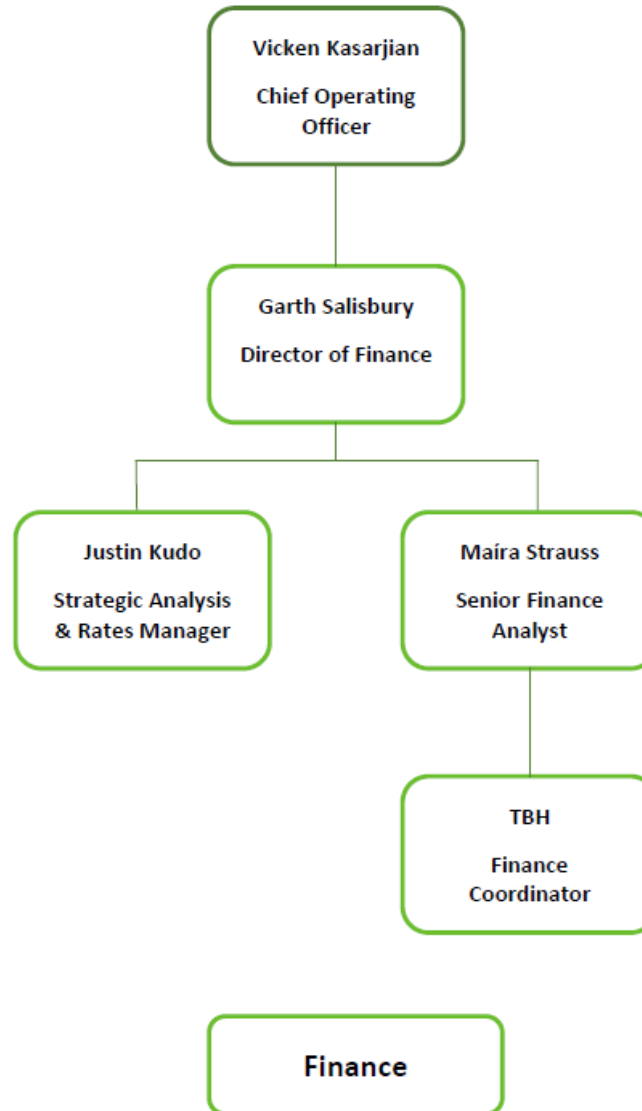 Vicken Kasarjian
Chief Operating
Officer
Garth Salisbury
Director of Finance
Justin Kudo
Strategic Analysis
& Rates Manager
Maíra Strauss
Senior Finance
Analyst
TBH
Finance
Coordinator
Finance